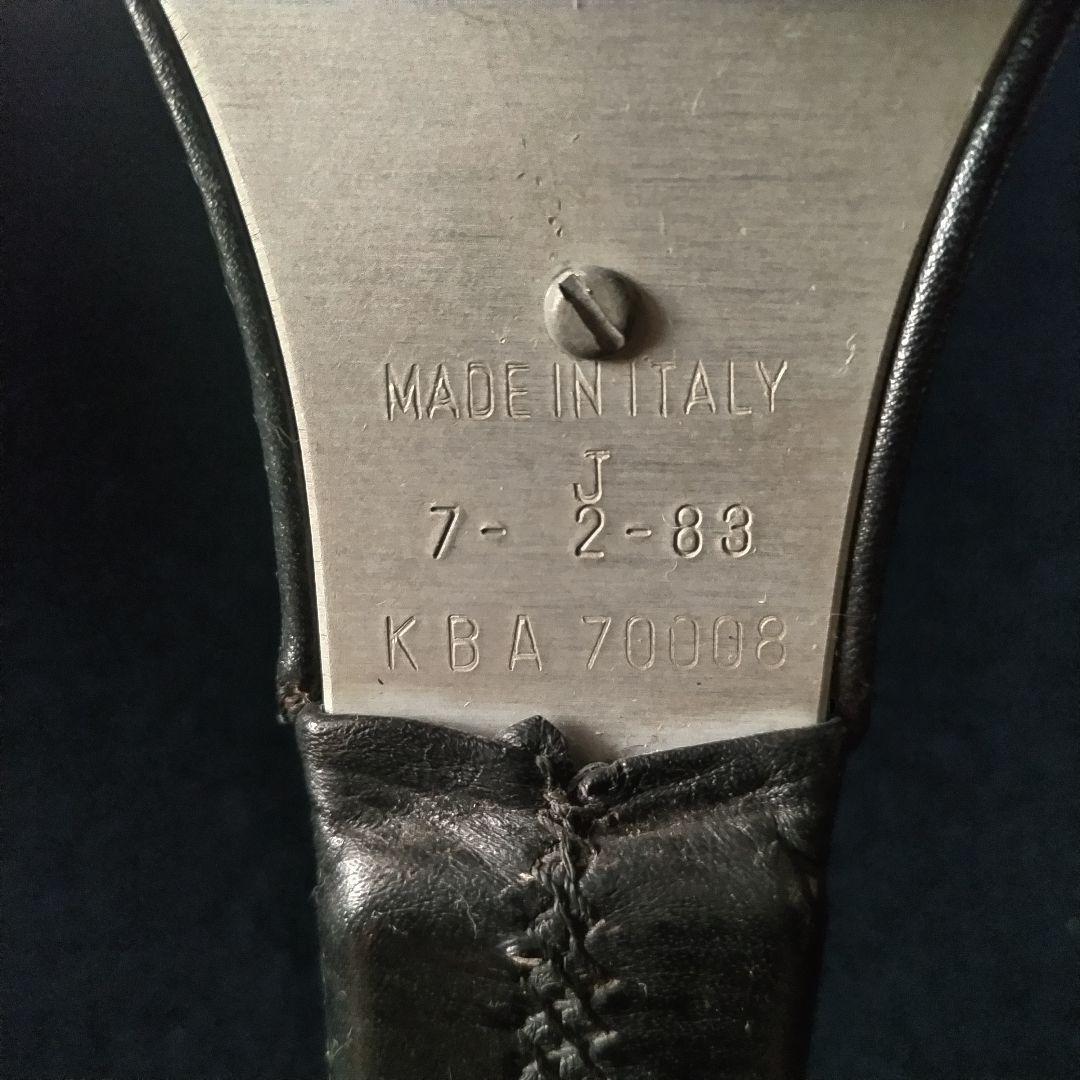 MADE IN ITALY
J
7- 2-83
KBA 70008